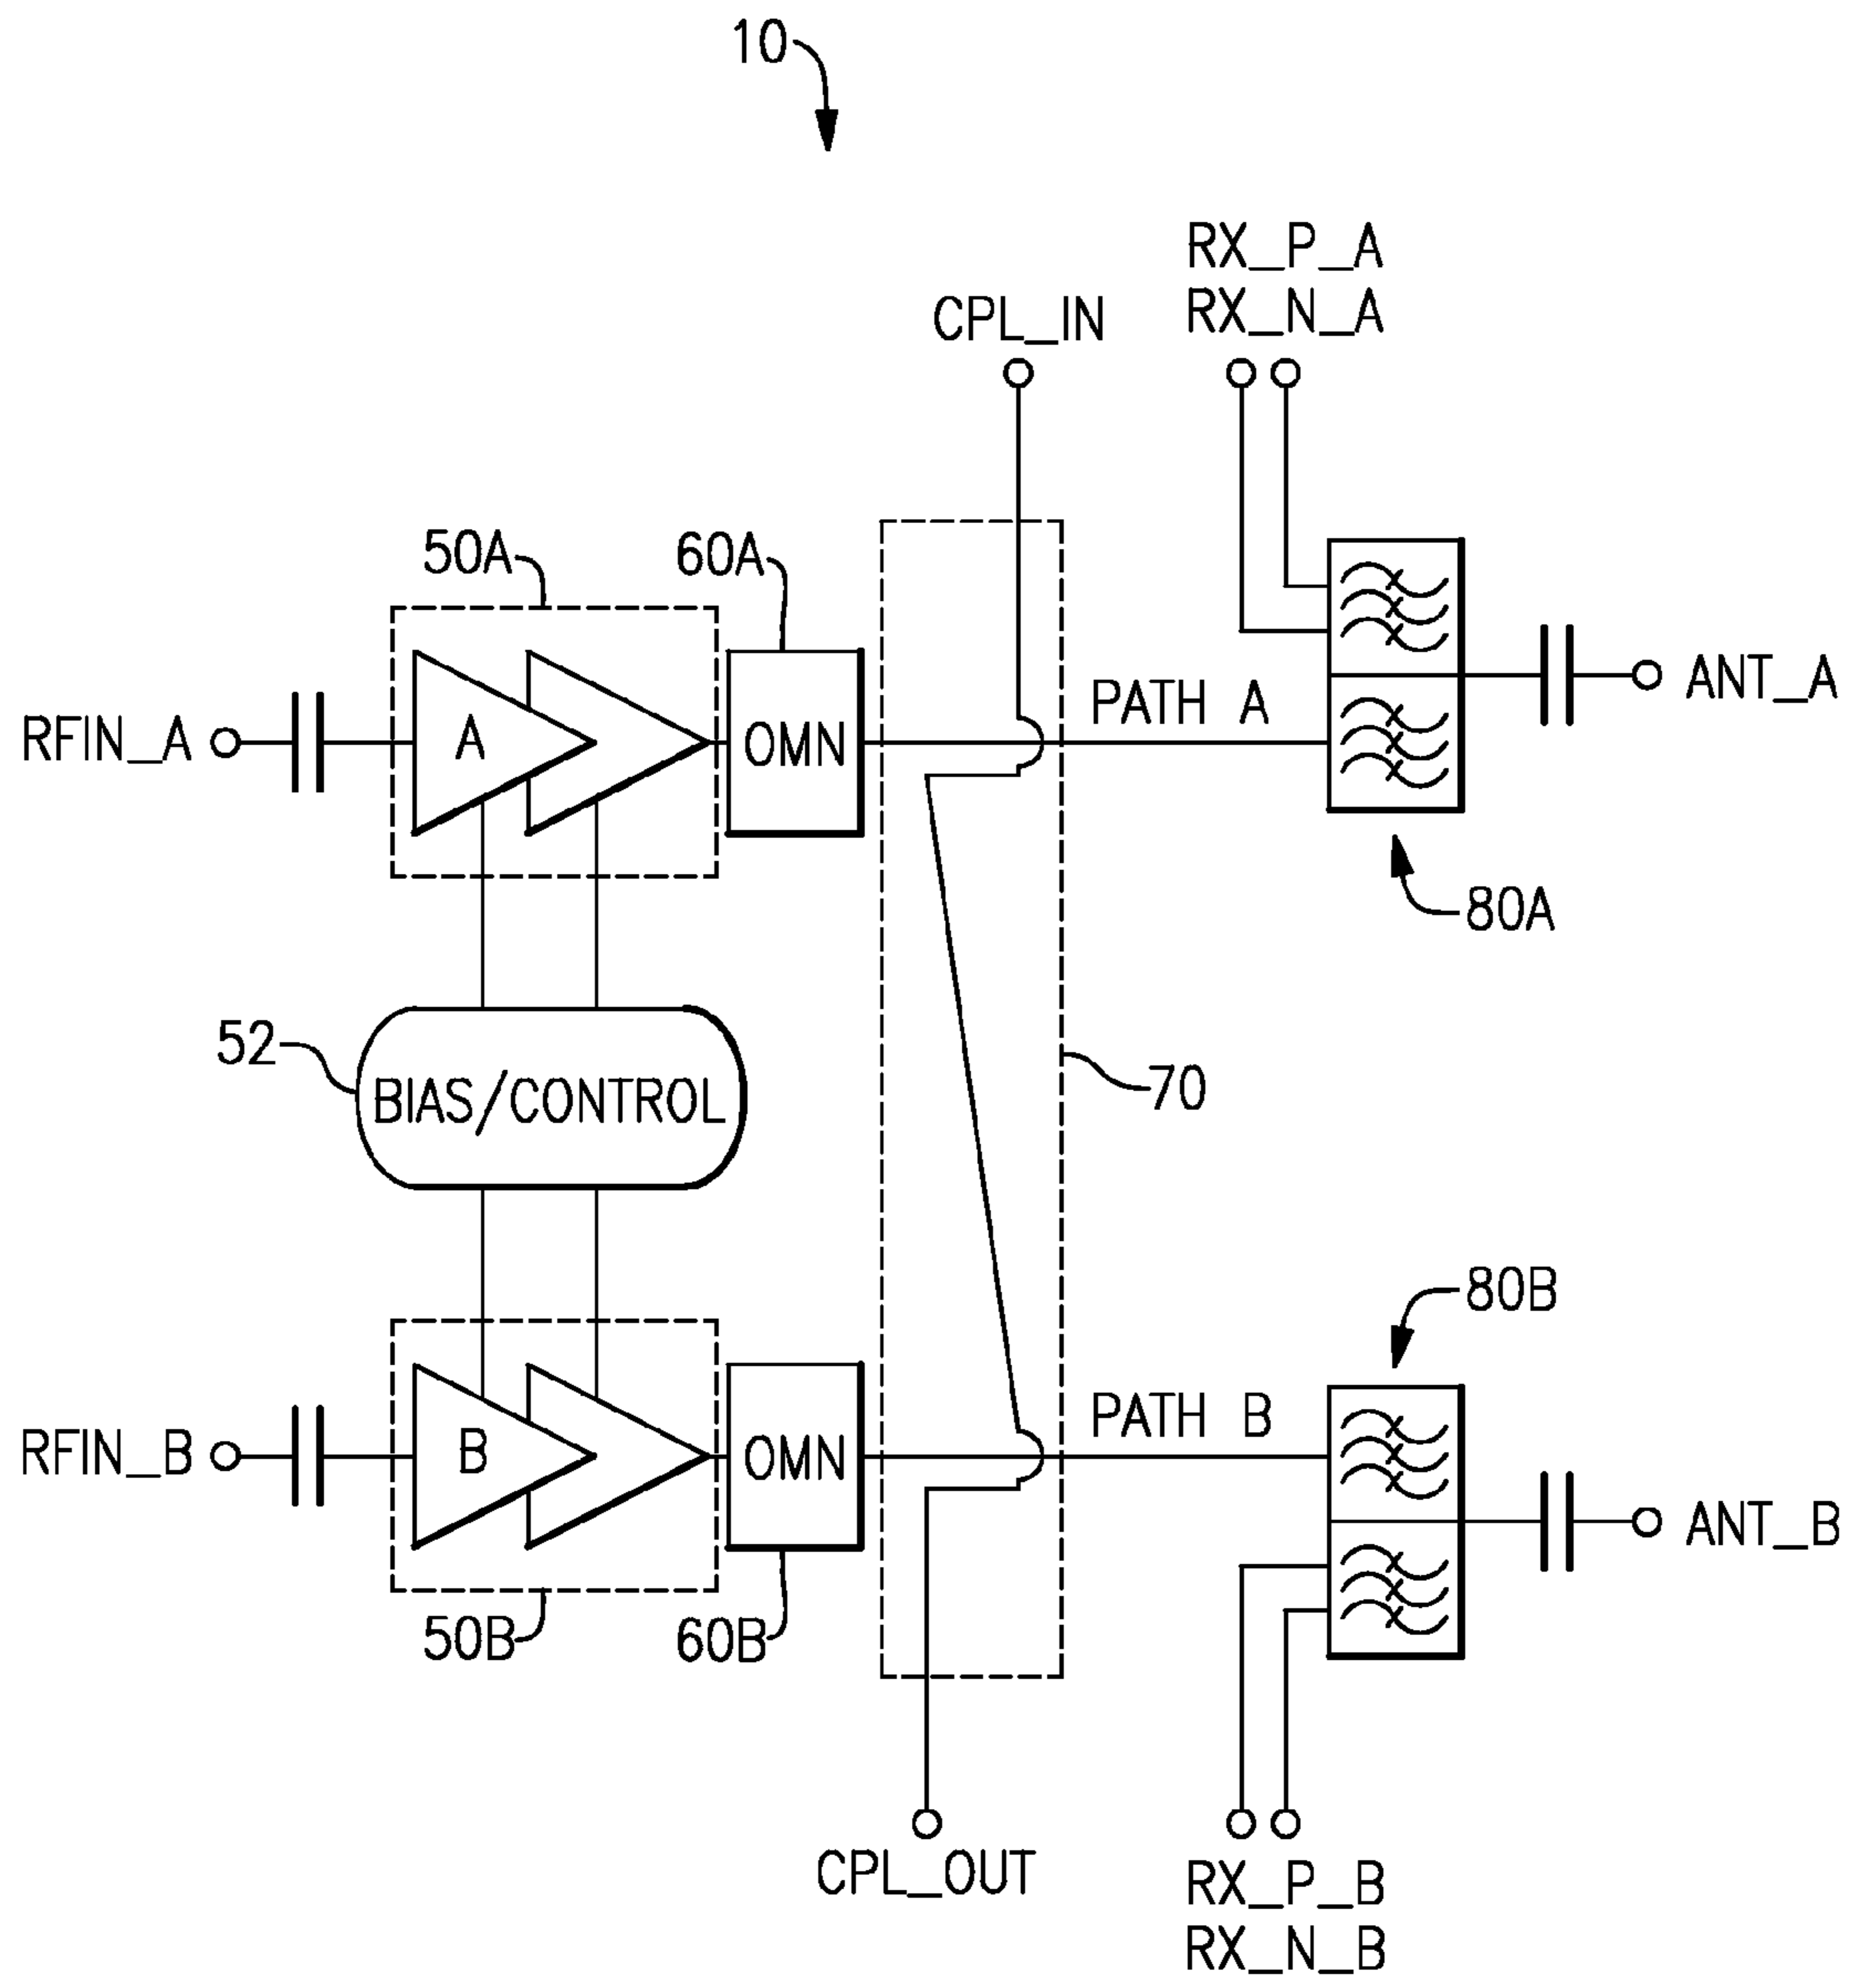 10
RX_P_A
RX_N_A
CPL_IN
50A
60A
RFIN_A
A
OMN
PATH A
ANT_A
80A
52
BIAS/CONTROL
70
80B
RFIN_B
B
OMN
PATH B
ANT_B
50B
60B
CPL_OUT
RX_P_B
RX_N_B